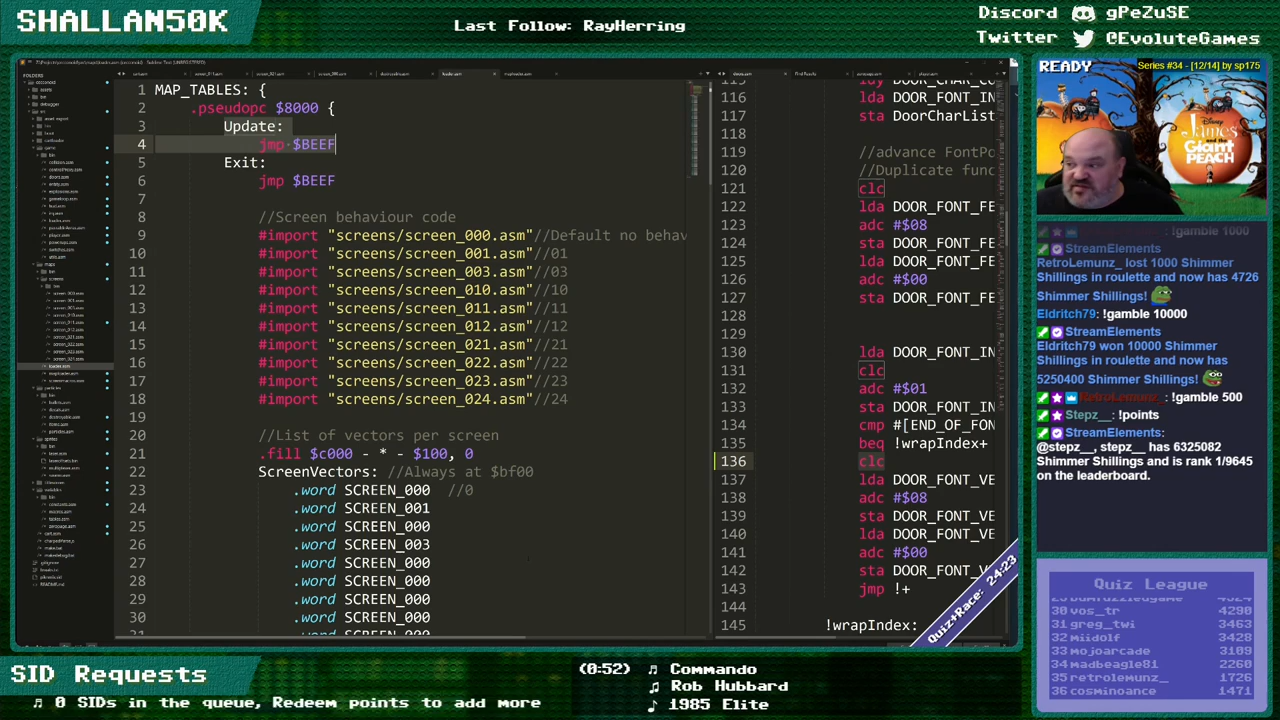 SHALLAN50K
Last Follow: RayHerring
Discord gPeZuSE
Twitter @EvoluteGames
FOLDERS
1 MAP_TABLES: {
2 .pseudopc $8000 {
3 Update:
4 jmp $BEEF
5 Exit:
6 jmp $BEEF
7
8 //Screen behaviour code
9 #import "screens/screen_000.asm"//Default no behav
10 #import "screens/screen_001.asm"//01
11 #import "screens/screen_003.asm"//03
12 #import "screens/screen_010.asm"//10
13 #import "screens/screen_011.asm"//11
14 #import "screens/screen_012.asm"//12
15 #import "screens/screen_021.asm"//21
16 #import "screens/screen_022.asm"//22
17 #import "screens/screen_023.asm"//23
18 #import "screens/screen_024.asm"//24
19
20 //List of vectors per screen
21 .fill $c000 - * - $100, 0
22 ScreenVectors: //Always at $bf00
23 .word SCREEN_000 //0
24 .word SCREEN_001
25 .word SCREEN_000
26 .word SCREEN_003
27 .word SCREEN_000
28 .word SCREEN_000
29 .word SCREEN_000
30 .word SCREEN_000
116 lda DOOR_FONT_IN
117 sta DoorCharList
118
119 //advance FontPo
120 //Duplicate func
121 clc
122 lda DOOR_FONT_FE
123 adc #$08
124 sta DOOR_FONT_FE
125 lda DOOR_FONT_FE
126 adc #$00
127 sta DOOR_FONT_FE
128
129
130 lda DOOR_FONT_IN
131 clc
132 adc #$01
133 sta DOOR_FONT_IN
134 cmp #[END_OF_FON
135 beq !wrapIndex+
136 clc
137 lda DOOR_FONT_VE
138 adc #$08
139 sta DOOR_FONT_VE
140 lda DOOR_FONT_VE
141 adc #$00
142 sta DOOR_FONT_V
143 jmp !+
144
145 !wrapIndex:
Quiz+Race: 24-23
READY
Series #34 - [12/14] by sp175
Disney
James and the Giant PEACH
!gamble 1000
StreamElements
RetroLemunz_ lost 1000 Shimmer
Shillings in roulette and now has 4726
Shimmer Shillings!
Eldritch79: !gamble 10000
StreamElements
Eldritch79 won 10000 Shimmer
Shillings in roulette and now has
5250400 Shimmer Shillings!
RetroLemunz_: !gamble 500
Stepz_: !points
StreamElements:
@stepz__, stepz__ has 6325082
Shimmer Shillings and is rank 1/9645
on the leaderboard.
Quiz League
30 vos_tr 4290
31 greg_twi 3463
32 Miidolf 3428
33 mojoarcade 3109
34 madbeagle81 2260
35 retrolemunz_ 1726
36 cosminoance 1471
SID Requests
0 SIDs in the queue, Redeem points to add more
(0:52) Commando
Rob Hubbard
1985 Elite